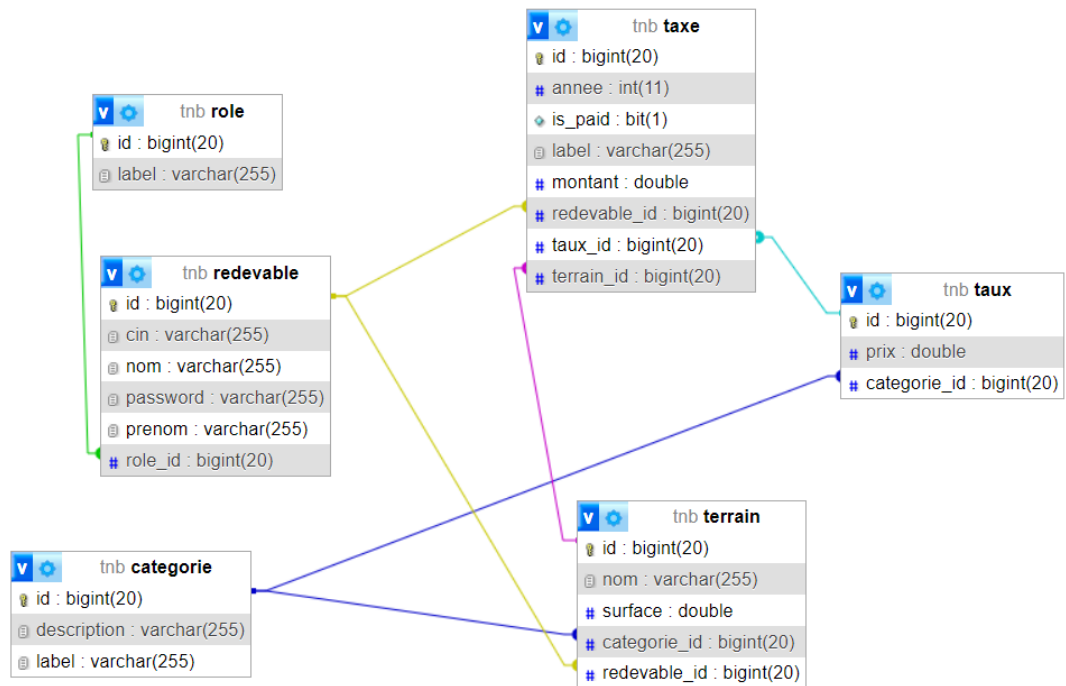 v tnb taxe
id : bigint(20)
# annee : int(11)
is_paid : bit(1)
label : varchar(255)
# montant : double
# redevable_id : bigint(20)
# taux_id : bigint(20)
# terrain_id : bigint(20)
v tnb role
id : bigint(20)
label : varchar(255)
v tnb redevable
id : bigint(20)
cin : varchar(255)
nom : varchar(255)
password : varchar(255)
prenom : varchar(255)
# role_id : bigint(20)
v tnb taux
id : bigint(20)
# prix : double
# categorie_id : bigint(20)
v tnb terrain
id : bigint(20)
nom : varchar(255)
# surface : double
# categorie_id : bigint(20)
# redevable_id : bigint(20)
v tnb categorie
id : bigint(20)
description : varchar(255)
label : varchar(255)